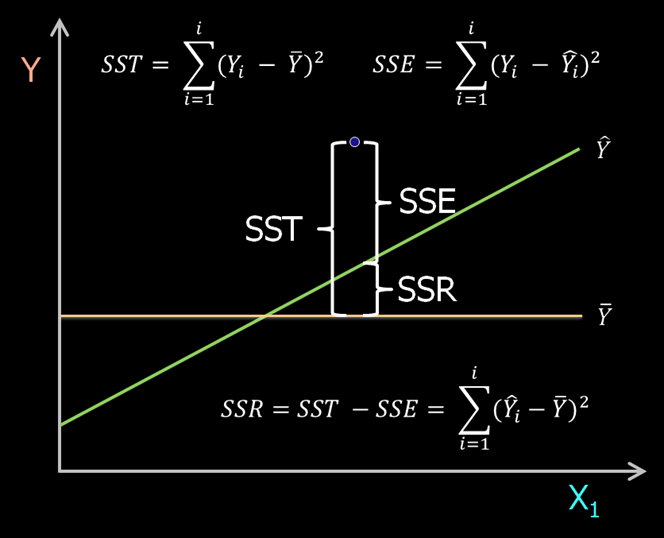 SST = ∑_{i=1}^{i}(Y_i − Ȳ)² SSE = ∑_{i=1}^{i}(Y_i − Ŷ_i)²
Y
Ŷ
SSE
SST
SSR
Ȳ
SSR = SST − SSE = ∑_{i=1}^{i}(Ŷ_i − Ȳ)²
X₁